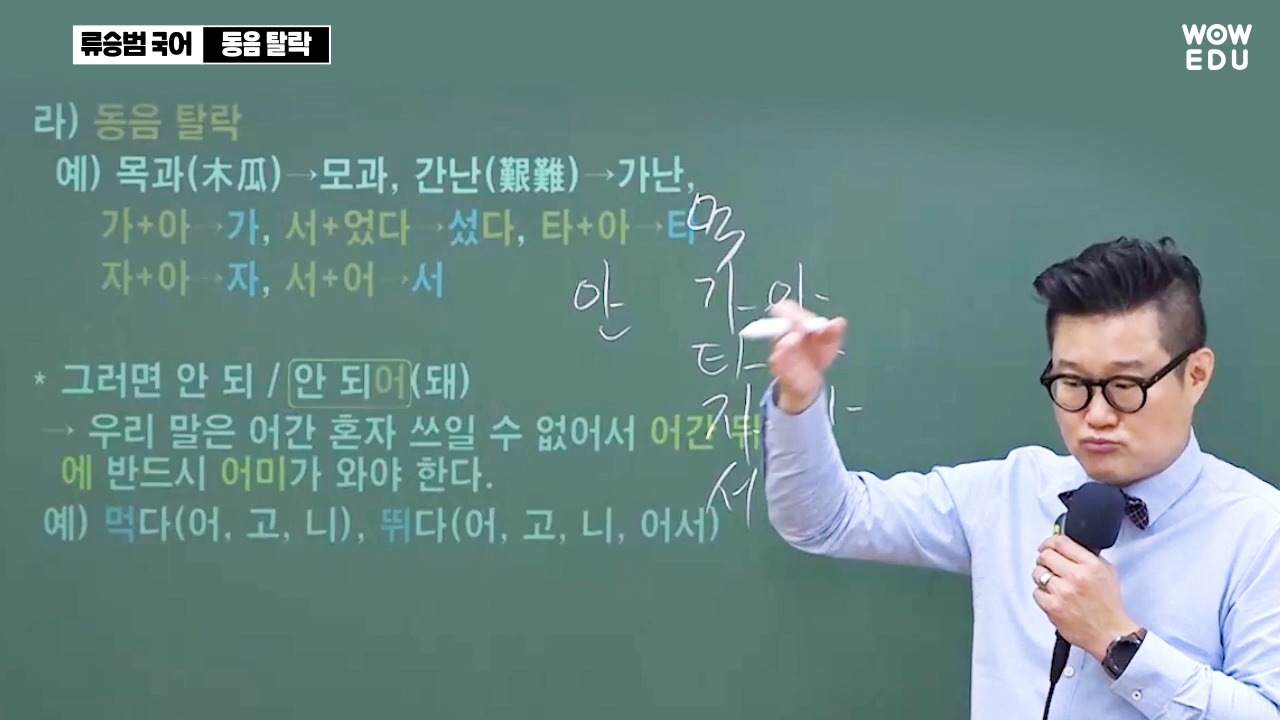 류승범 국어 동음 탈락
WOW
EDU
라) 동음 탈락
예) 목과(木瓜)→모과, 간난(艱難)→가난,
가+아→가, 서+었다→섰다, 타+아→타
자+아→자, 서+어→서
먹
안 가 아
타
자
서
* 그러면 안 되 / 안 되어(돼)
→ 우리 말은 어간 혼자 쓰일 수 없어서 어간 뒤
에 반드시 어미가 와야 한다.
예) 먹다(어, 고, 니), 뛰다(어, 고, 니, 어서)